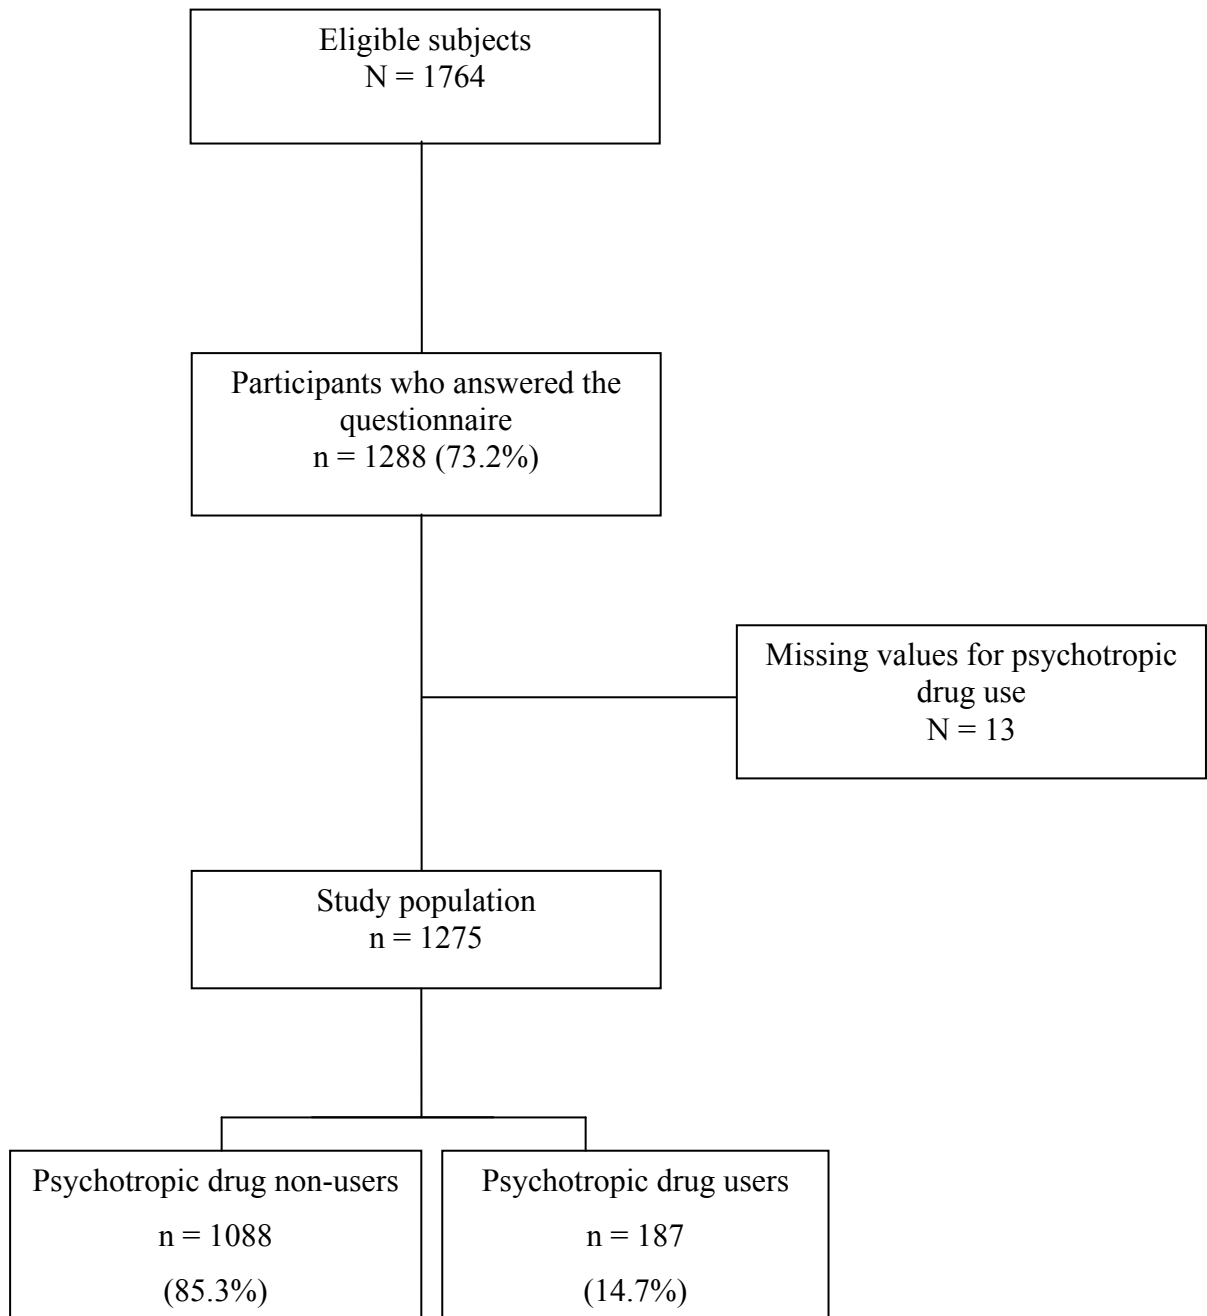 Eligible subjects
N = 1764
Participants who answered the
questionnaire
n = 1288 (73.2%)
Missing values for psychotropic
drug use
N = 13
Study population
n = 1275
Psychotropic drug non-users
n = 1088
(85.3%)
Psychotropic drug users
n = 187
(14.7%)